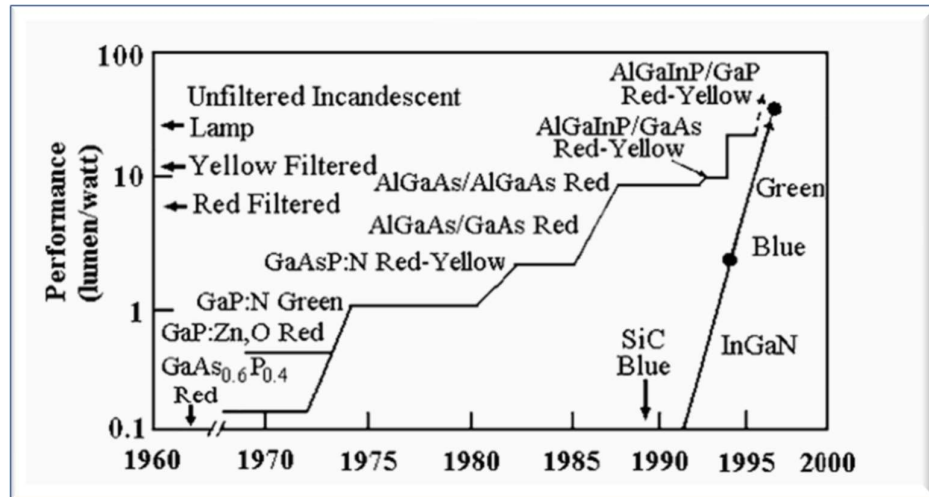 100
Unfiltered Incandescent
Lamp
Yellow Filtered
Red Filtered
10
1
0.1
Performance
(lumen/watt)
AlGaInP/GaP
Red-Yellow
AlGaInP/GaAs
Red-Yellow
AlGaAs/AlGaAs Red
Green
AlGaAs/GaAs Red
GaAsP:N Red-Yellow
Blue
GaP:N Green
GaP:Zn,O Red
GaAs0.6P0.4
Red
SiC
Blue
InGaN
1960 1970 1975 1980 1985 1990 1995 2000